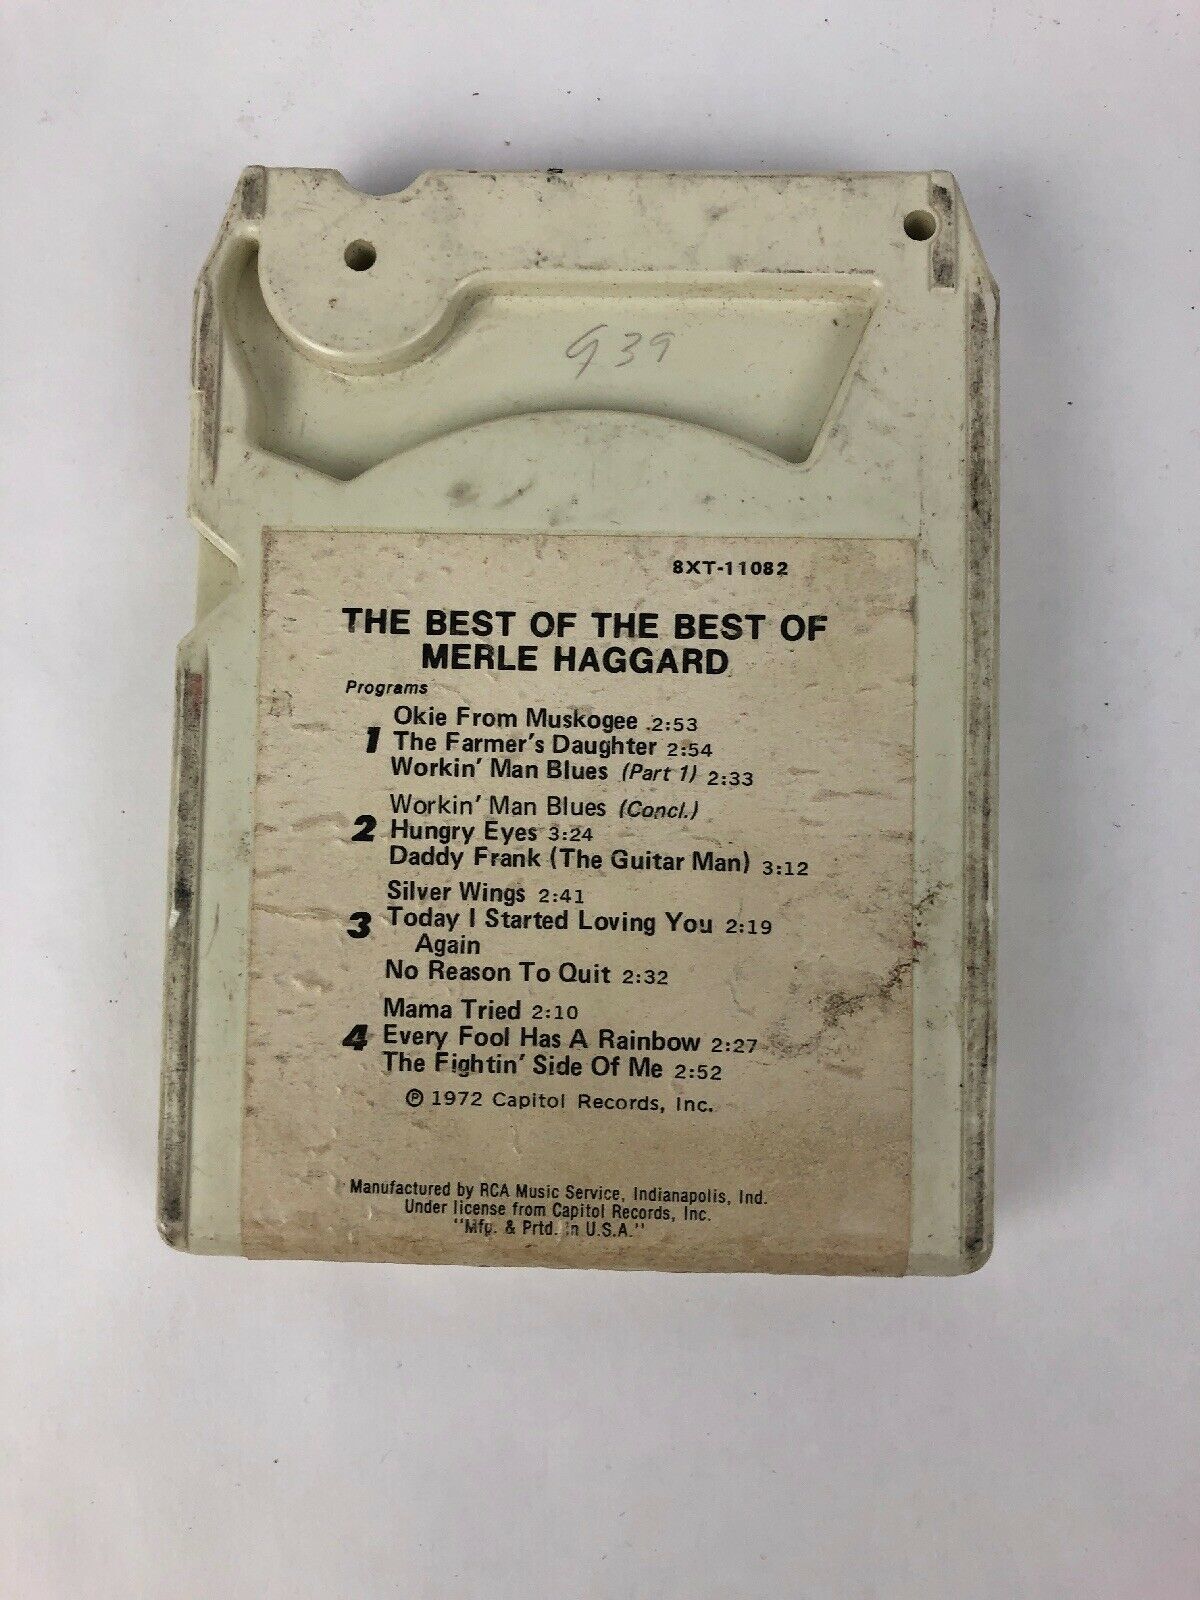 G39
8XT-11082
THE BEST OF THE BEST OF
MERLE HAGGARD
Programs
Okie From Muskogee 2:53
1 The Farmer's Daughter 2:54
Workin' Man Blues (Part 1) 2:33
Workin' Man Blues (Concl.)
2 Hungry Eyes 3:24
Daddy Frank (The Guitar Man) 3:12
Silver Wings 2:41
3 Today I Started Loving You 2:19
Again
No Reason To Quit 2:32
Mama Tried 2:10
4 Every Fool Has A Rainbow 2:27
The Fightin' Side Of Me 2:52
℗ 1972 Capitol Records, Inc.
Manufactured by RCA Music Service, Indianapolis, Ind.
Under license from Capitol Records, Inc.
"Mfg. & Prtd. in U.S.A."